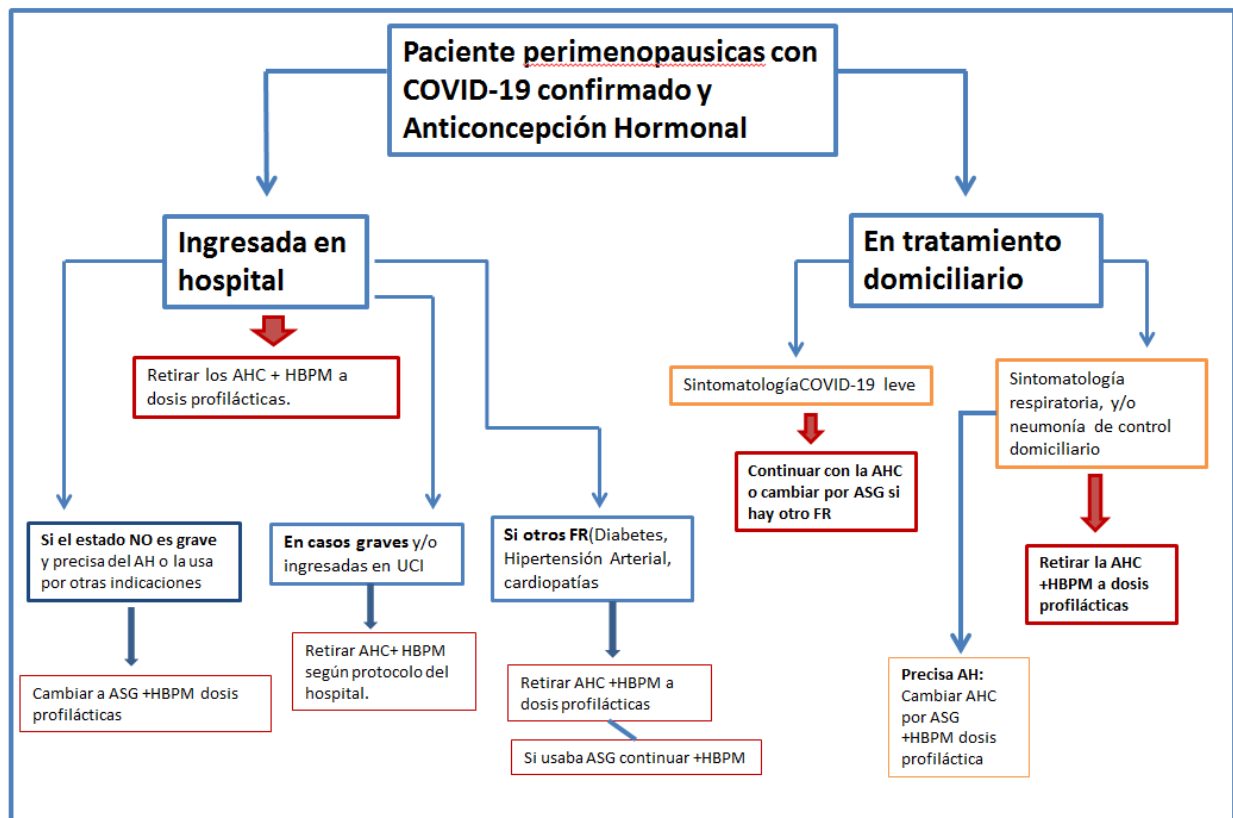 Paciente perimenopausicas con
COVID-19 confirmado y
Anticoncepción Hormonal
Ingresada en
hospital
En tratamiento
domiciliario
Retirar los AHC + HBPM a
dosis profilácticas.
SintomatologíaCOVID-19 leve
Sintomatología
respiratoria, y/o
neumonía de control
domiciliario
Continuar con la AHC
o cambiar por ASG si
hay otro FR
Si el estado NO es grave
y precisa del AH o la usa
por otras indicaciones
En casos graves y/o
ingresadas en UCI
Si otros FR(Diabetes,
Hipertensión Arterial,
cardiopatías
Retirar la AHC
+HBPM a dosis
profilácticas
Cambiar a ASG +HBPM dosis
profilácticas
Retirar AHC+ HBPM
según protocolo del
hospital.
Retirar AHC +HBPM a
dosis profilácticas
Si usaba ASG continuar +HBPM
Precisa AH:
Cambiar AHC
por ASG
+HBPM dosis
profiláctica